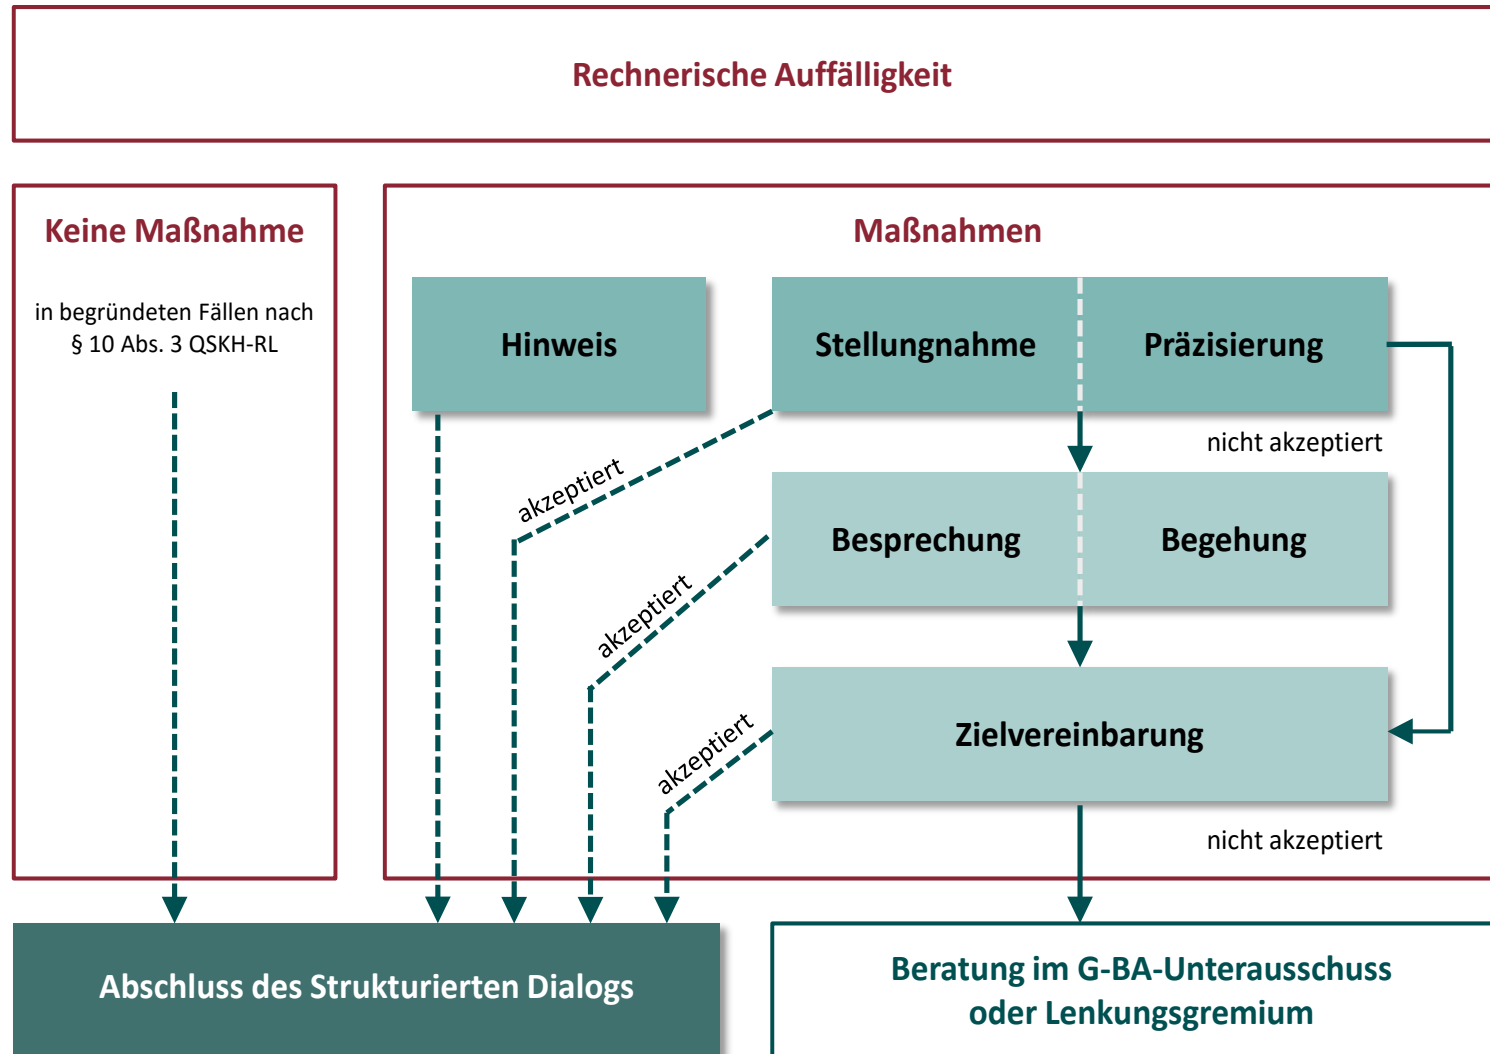 Rechnerische Auffälligkeit
Keine Maßnahme
in begründeten Fällen nach
§ 10 Abs. 3 QSKH-RL
Maßnahmen
Hinweis
Stellungnahme
Präzisierung
nicht akzeptiert
akzeptiert
Besprechung
Begehung
akzeptiert
Zielvereinbarung
akzeptiert
nicht akzeptiert
Abschluss des Strukturierten Dialogs
Beratung im G-BA-Unterausschuss
oder Lenkungsgremium